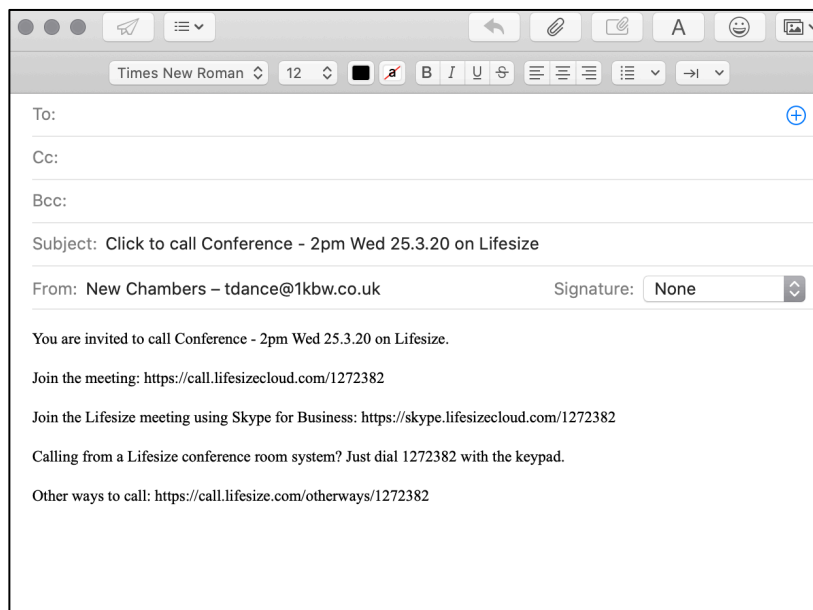 Times New Roman 12 a B I U S
A
To:
Cc:
Bcc:
Subject: Click to call Conference - 2pm Wed 25.3.20 on Lifesize
From: New Chambers – tdance@1kbw.co.uk Signature: None
You are invited to call Conference - 2pm Wed 25.3.20 on Lifesize.
Join the meeting: https://call.lifesizecloud.com/1272382
Join the Lifesize meeting using Skype for Business: https://skype.lifesizecloud.com/1272382
Calling from a Lifesize conference room system? Just dial 1272382 with the keypad.
Other ways to call: https://call.lifesize.com/otherways/1272382